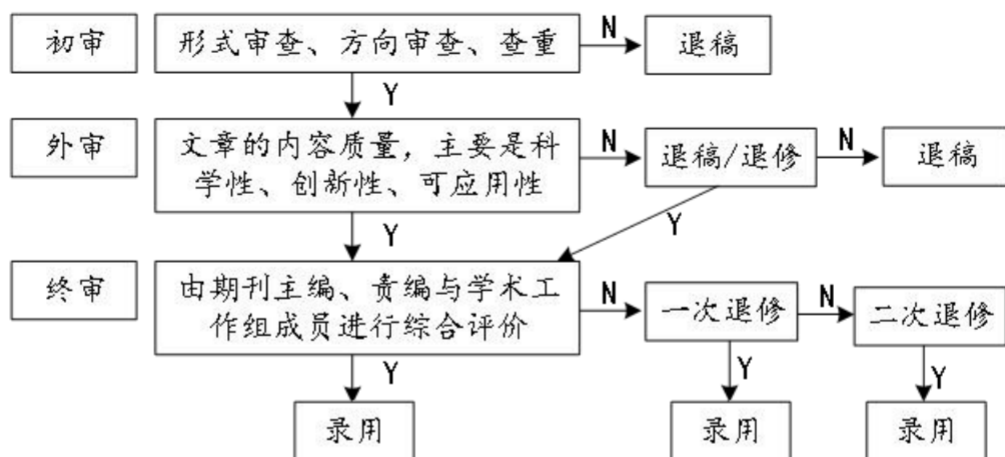 初审
形式审查、方向审查、查重
N
退稿
Y
外审
文章的内容质量，主要是科
学性、创新性、可应用性
N
退稿/退修
N
退稿
Y
Y
终审
由期刊主编、责编与学术工
作组成员进行综合评价
N
一次退修
N
二次退修
Y
Y
Y
录用
录用
录用